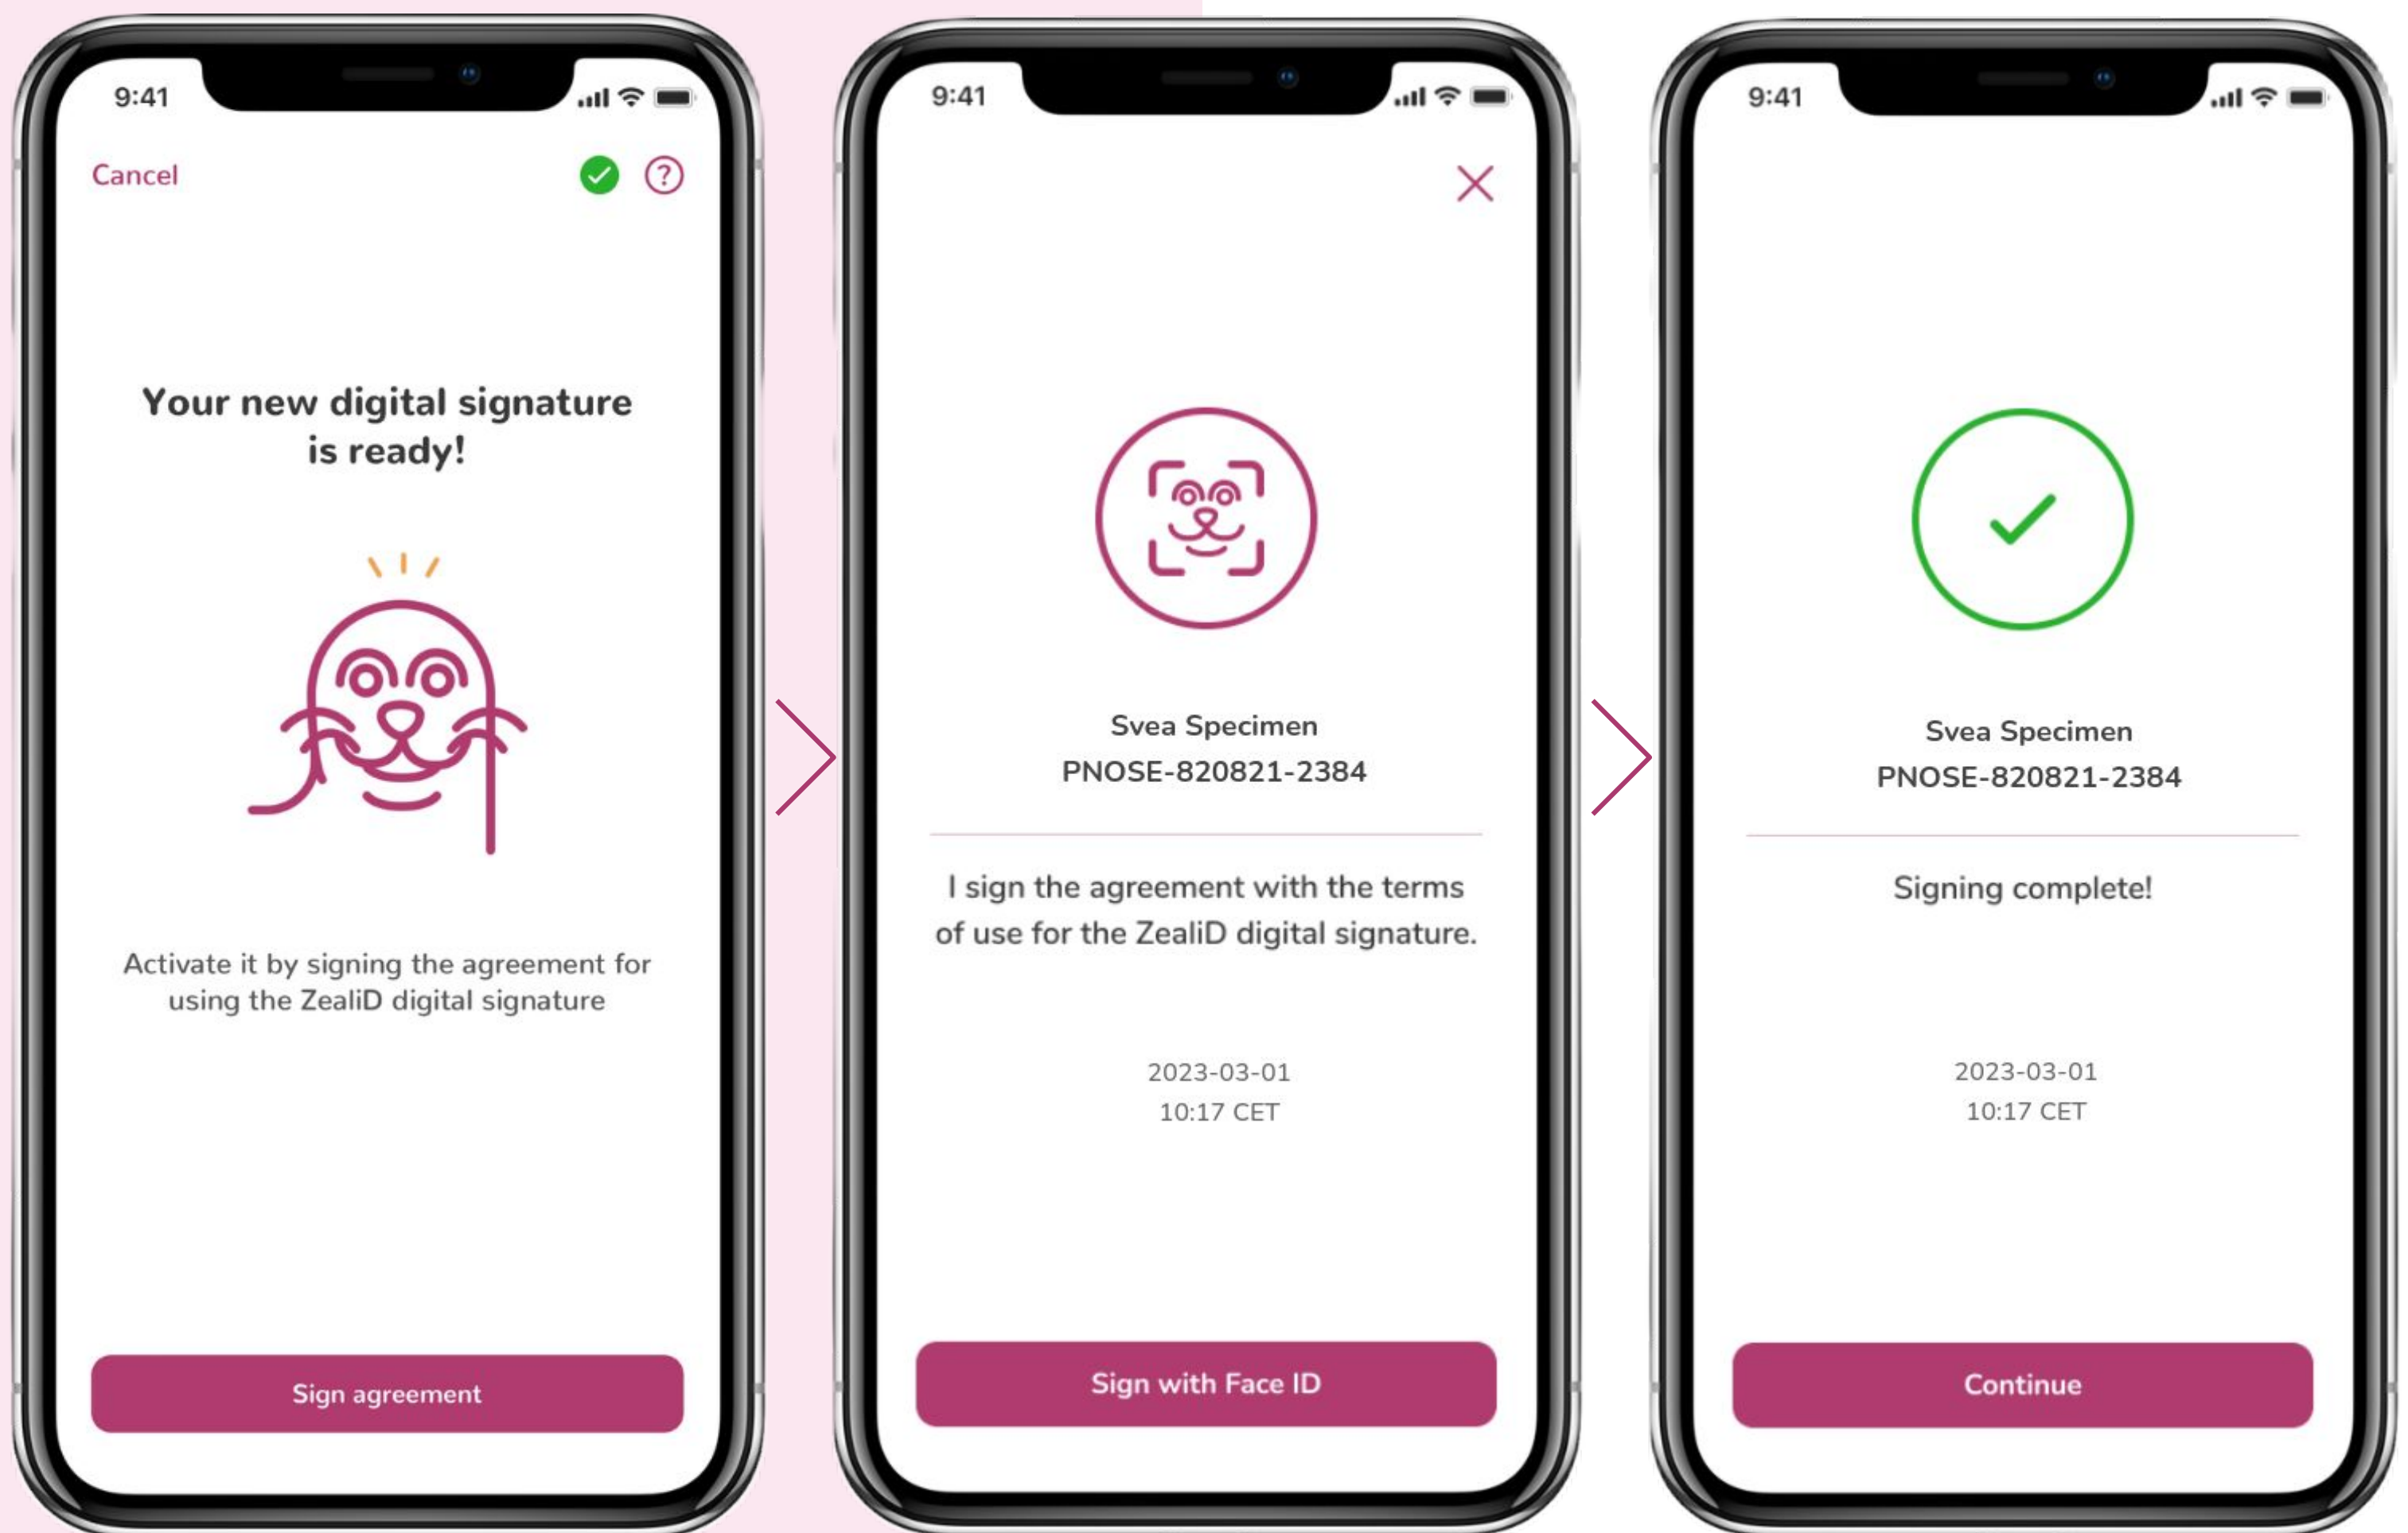 9:41
Cancel
?
Your new digital signature
is ready!
Activate it by signing the agreement for
using the ZealiD digital signature
Sign agreement
9:41
Svea Specimen
PNOSE-820821-2384
I sign the agreement with the terms
of use for the ZealiD digital signature.
2023-03-01
10:17 CET
Sign with Face ID
9:41
Svea Specimen
PNOSE-820821-2384
Signing complete!
2023-03-01
10:17 CET
Continue